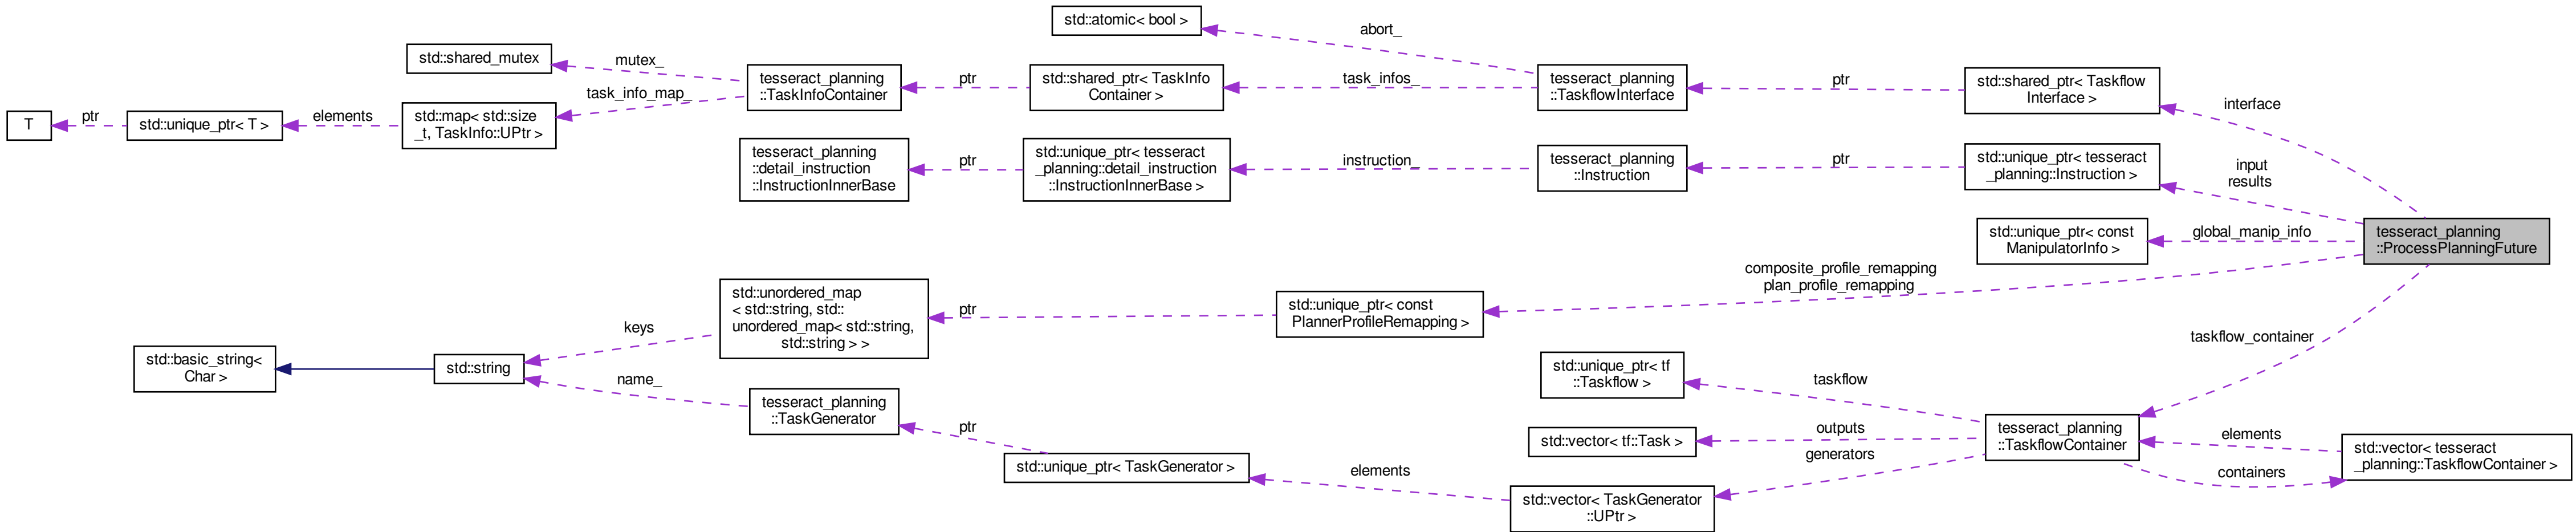 std::atomic< bool >
abort_
std::shared_mutex
mutex_
tesseract_planning
::TaskInfoContainer
ptr
std::shared_ptr< TaskInfo
Container >
task_infos_
tesseract_planning
::TaskflowInterface
ptr
std::shared_ptr< Taskflow
Interface >
interface
task_info_map_
T
ptr
std::unique_ptr< T >
elements
std::map< std::size
_t, TaskInfo::UPtr >
tesseract_planning
::detail_instruction
::InstructionInnerBase
ptr
std::unique_ptr< tesseract
_planning::detail_instruction
::InstructionInnerBase >
instruction_
tesseract_planning
::Instruction
ptr
std::unique_ptr< tesseract
_planning::Instruction >
input
results
std::unique_ptr< const
ManipulatorInfo >
global_manip_info
tesseract_planning
::ProcessPlanningFuture
composite_profile_remapping
plan_profile_remapping
std::unordered_map
< std::string, std::
unordered_map< std::string,
std::string > >
ptr
std::unique_ptr< const
PlannerProfileRemapping >
keys
taskflow_container
std::basic_string<
Char >
std::string
name_
tesseract_planning
::TaskGenerator
std::unique_ptr< tf
::Taskflow >
taskflow
ptr
std::vector< tf::Task >
outputs
generators
tesseract_planning
::TaskflowContainer
elements
containers
std::vector< tesseract
_planning::TaskflowContainer >
std::unique_ptr< TaskGenerator >
elements
std::vector< TaskGenerator
::UPtr >